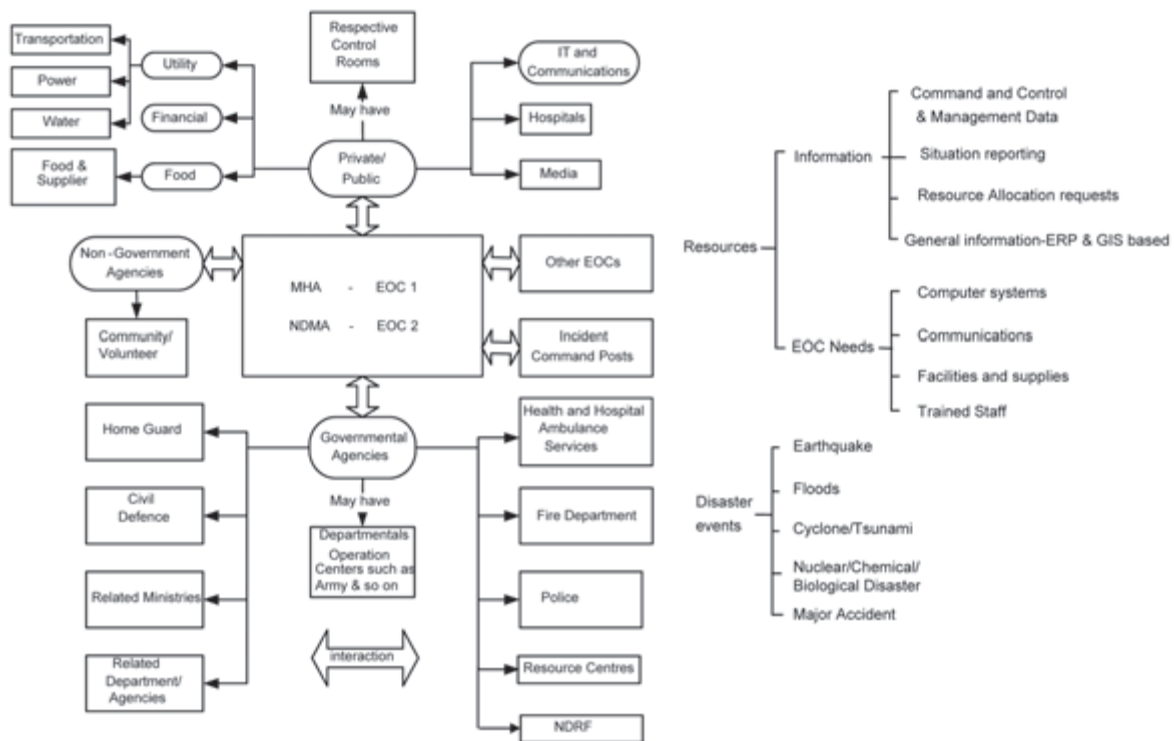 Transportation
Power
Water
Food &
Supplier
Utility
Financial
Food
Respective
Control
Rooms
May have
Private/
Public
IT and
Communications
Hospitals
Media
Non-Government
Agencies
Community/
Volunteer
MHA - EOC 1
NDMA - EOC 2
Other EOCs
Incident
Command Posts
Home Guard
Civil
Defence
Related Ministries
Related
Department/
Agencies
Governmental
Agencies
May have
Departmentals
Operation
Centers such as
Army & so on
interaction
Health and Hospital
Ambulance
Services
Fire Department
Police
Resource Centres
NDRF
Resources
Information
Command and Control
& Management Data
Situation reporting
Resource Allocation requests
General information-ERP & GIS based
EOC Needs
Computer systems
Communications
Facilities and supplies
Trained Staff
Disaster
events
Earthquake
Floods
Cyclone/Tsunami
Nuclear/Chemical/
Biological Disaster
Major Accident